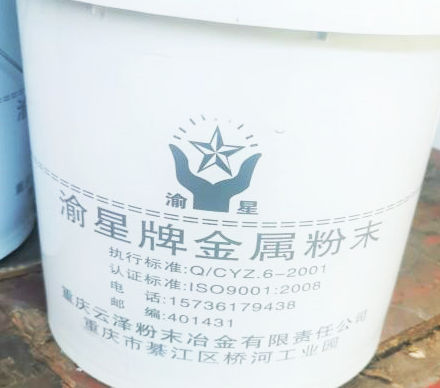 渝 星
渝星牌金属粉末
执行标准:Q/CYZ.6-2001
认证标准:ISO9001:2008
电 话:15736179438
邮 编:401431
重庆云泽粉末冶金有限责任公司
重庆市綦江区桥河工业园